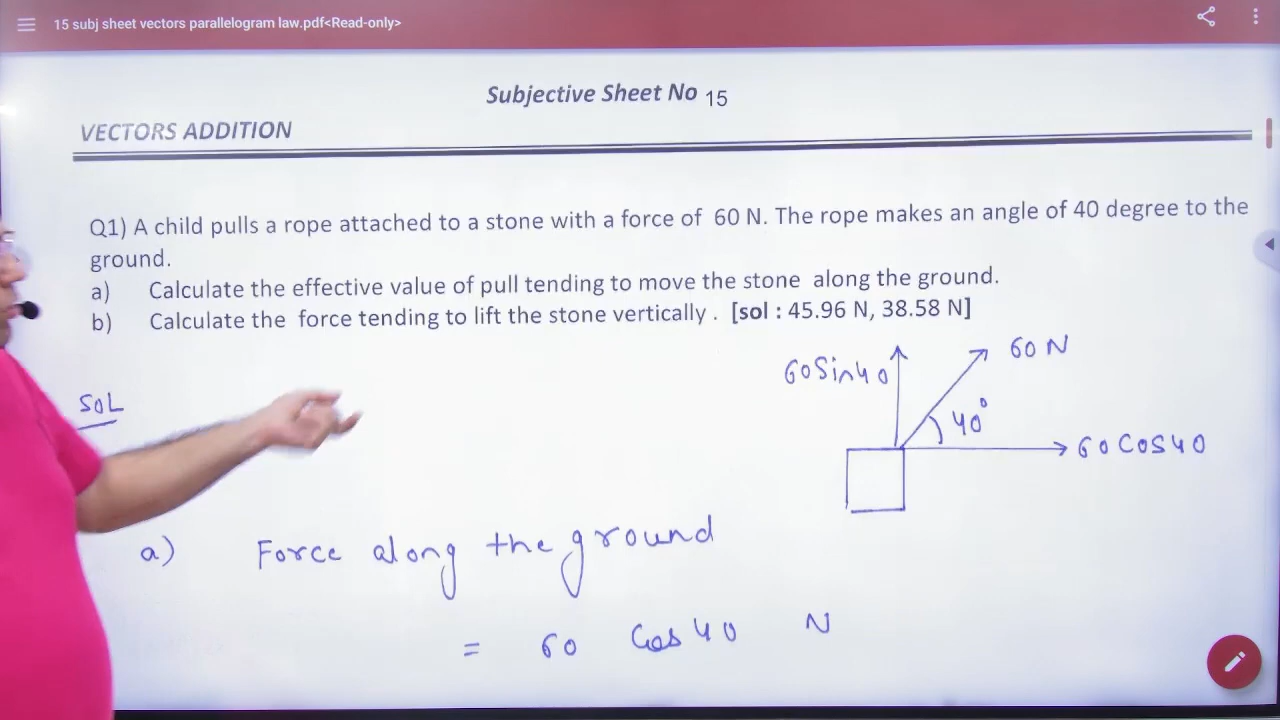 15 subj sheet vectors parallelogram law.pdf<Read-only>
Subjective Sheet No 15
VECTORS ADDITION
Q1) A child pulls a rope attached to a stone with a force of 60 N. The rope makes an angle of 40 degree to the
ground.
a) Calculate the effective value of pull tending to move the stone along the ground.
b) Calculate the force tending to lift the stone vertically . [sol : 45.96 N, 38.58 N]
60 N
60Sin40
SOL
40°
60 COS40
a) Force along the ground
= 60 Cos 40 N